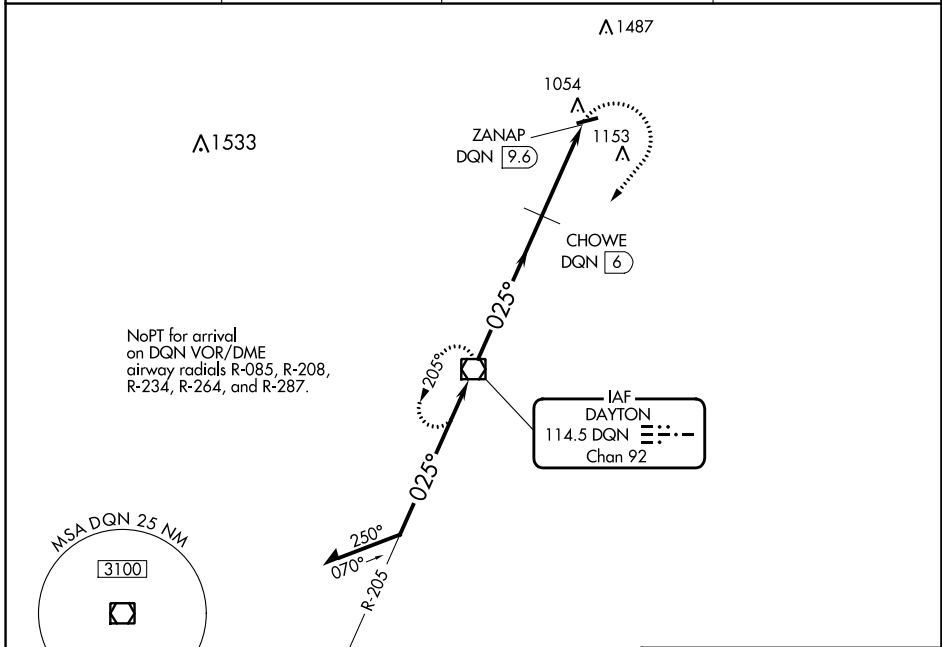 1487
1054
1533
ZANAP
DQN 9.6
1153
CHOWE
DQN 6
025°
NoPT for arrival
on DQN VOR/DME
airway radials R-085, R-208,
R-234, R-264, and R-287.
205°
IAF
DAYTON
114.5 DQN
Chan 92
025°
250°
070°
R-205
MSA DQN 25 NM
3100